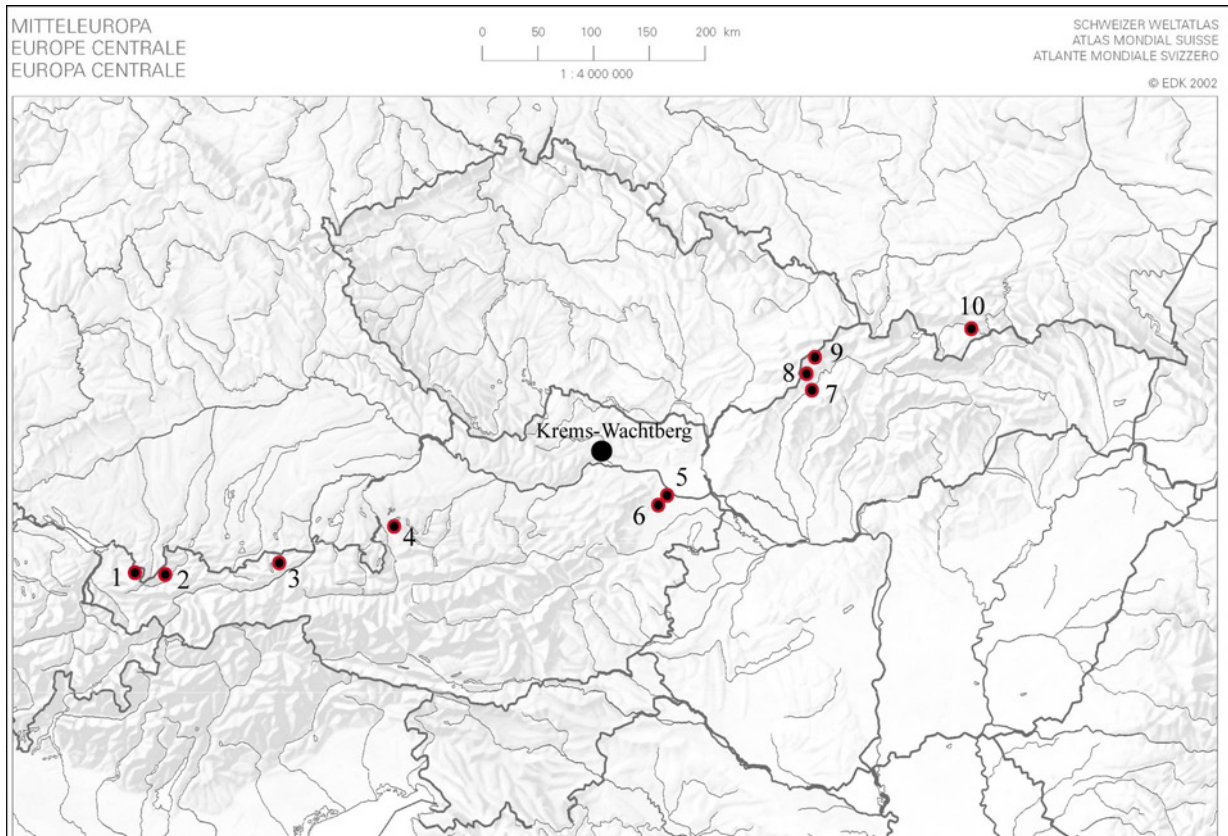 MITTELEUROPA
EUROPE CENTRALE
EUROPA CENTRALE
0 50 100 150 200 km
1 : 4 000 000
SCHWEIZER WELTATLAS
ATLAS MONDIAL SUISSE
ATLANTE MONDIALE SVIZZERO
© EDK 2002
10
9
8
7
Krems-Wachtberg
5
6
4
3
1
2